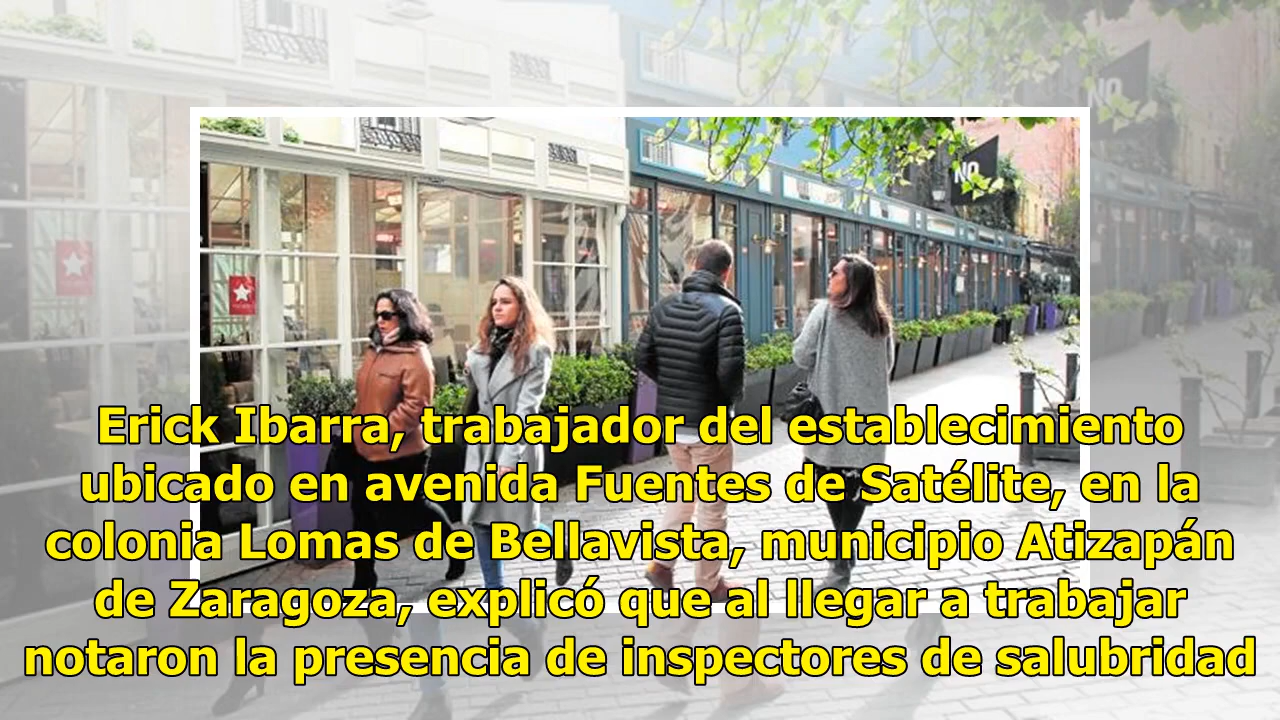 NO
Erick Ibarra, trabajador del establecimiento
ubicado en avenida Fuentes de Satélite, en la
colonia Lomas de Bellavista, municipio Atizapán
de Zaragoza, explicó que al llegar a trabajar
notaron la presencia de inspectores de salubridad